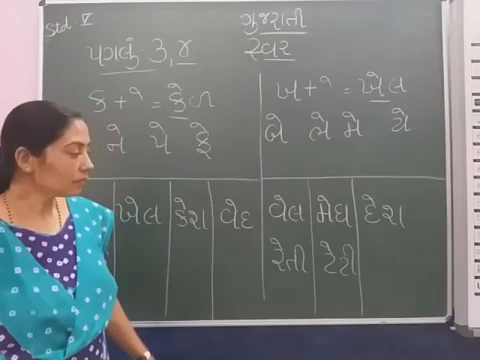 Std - V
ગુજરાતી
સ્વર
પગલું - ૩,૪
ક + એ = કેળ
ને પે ફે
ખ + એ = ખેલ
બે લે મે ગે
ખેલ કેશ વેદ
વેલ મેઘ દેશ
રેતી ટેટી